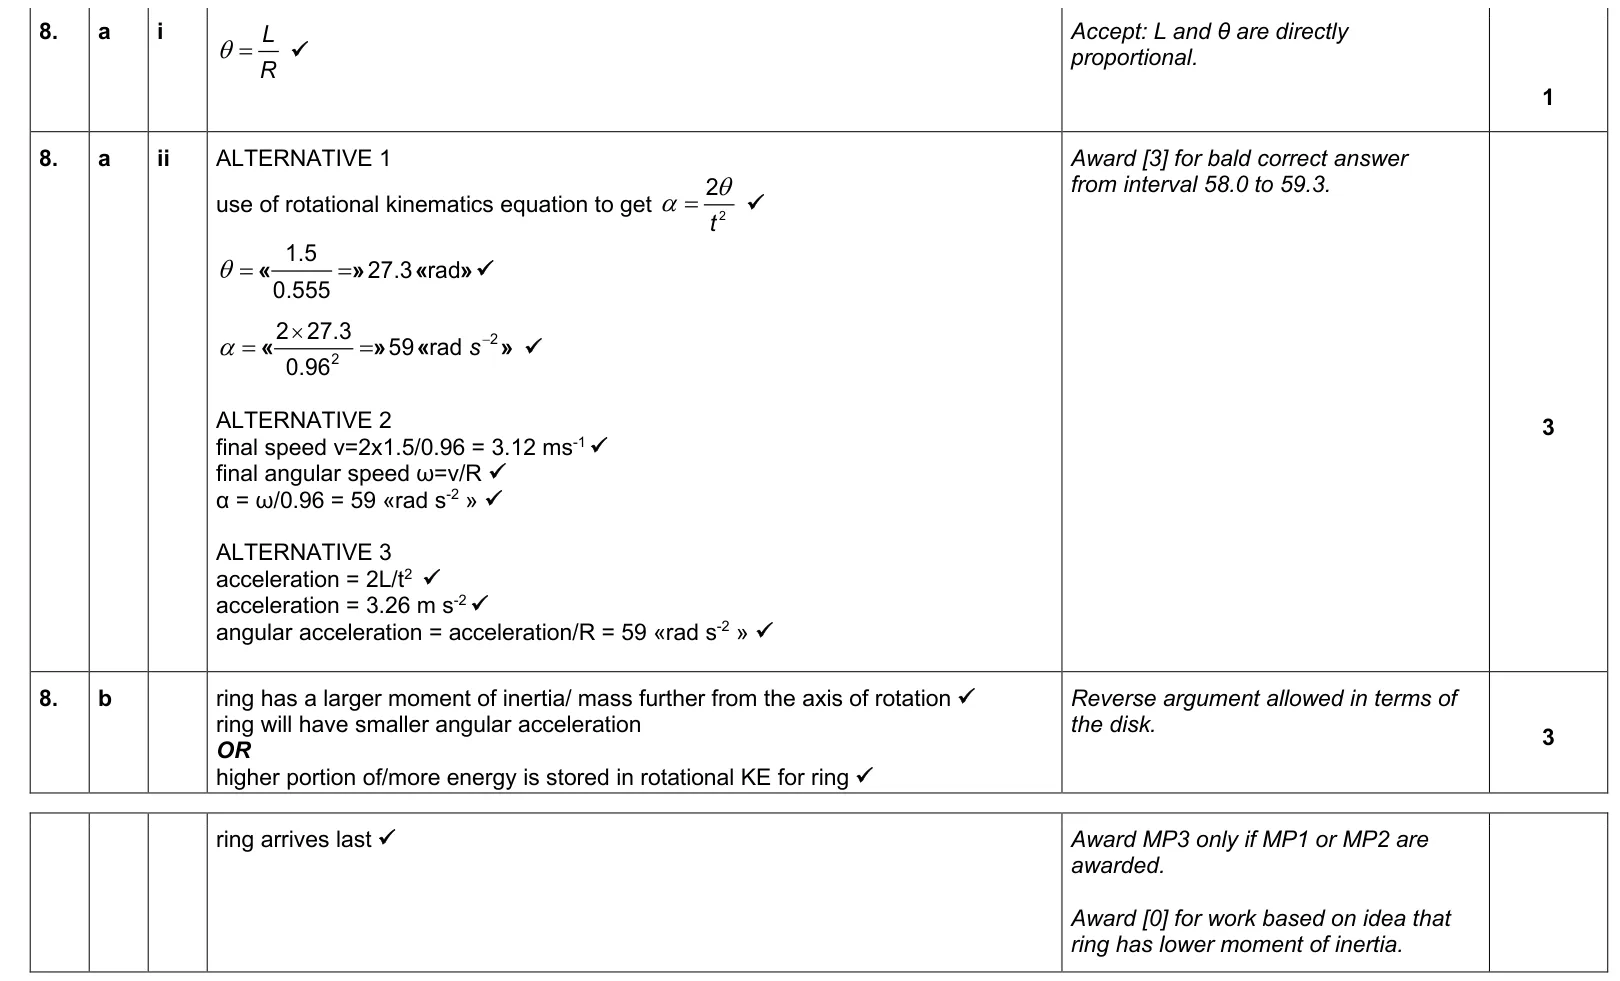 8. a i θ = L/R ✓ Accept: L and θ are directly
proportional.
1
8. a ii ALTERNATIVE 1 Award [3] for bald correct answer
from interval 58.0 to 59.3.
use of rotational kinematics equation to get α = 2θ/t² ✓
θ = «1.5/0.555 =» 27.3 «rad» ✓
α = «2×27.3/0.96² =» 59 «rad s⁻²» ✓
ALTERNATIVE 2
final speed v=2x1.5/0.96 = 3.12 ms⁻¹ ✓
3
final angular speed ω=v/R ✓
α = ω/0.96 = 59 «rad s⁻² » ✓
ALTERNATIVE 3
acceleration = 2L/t² ✓
acceleration = 3.26 m s⁻² ✓
angular acceleration = acceleration/R = 59 «rad s⁻² » ✓
8. b ring has a larger moment of inertia/ mass further from the axis of rotation ✓ Reverse argument allowed in terms of
ring will have smaller angular acceleration the disk.
OR 3
higher portion of/more energy is stored in rotational KE for ring ✓
ring arrives last ✓ Award MP3 only if MP1 or MP2 are
awarded.
Award [0] for work based on idea that
ring has lower moment of inertia.